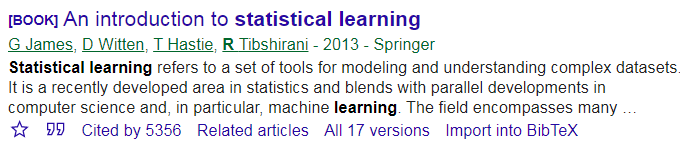 [BOOK] An introduction to statistical learning
G James, D Witten, T Hastie, R Tibshirani - 2013 - Springer
Statistical learning refers to a set of tools for modeling and understanding complex datasets.
It is a recently developed area in statistics and blends with parallel developments in
computer science and, in particular, machine learning. The field encompasses many …
Cited by 5356 Related articles All 17 versions Import into BibTeX